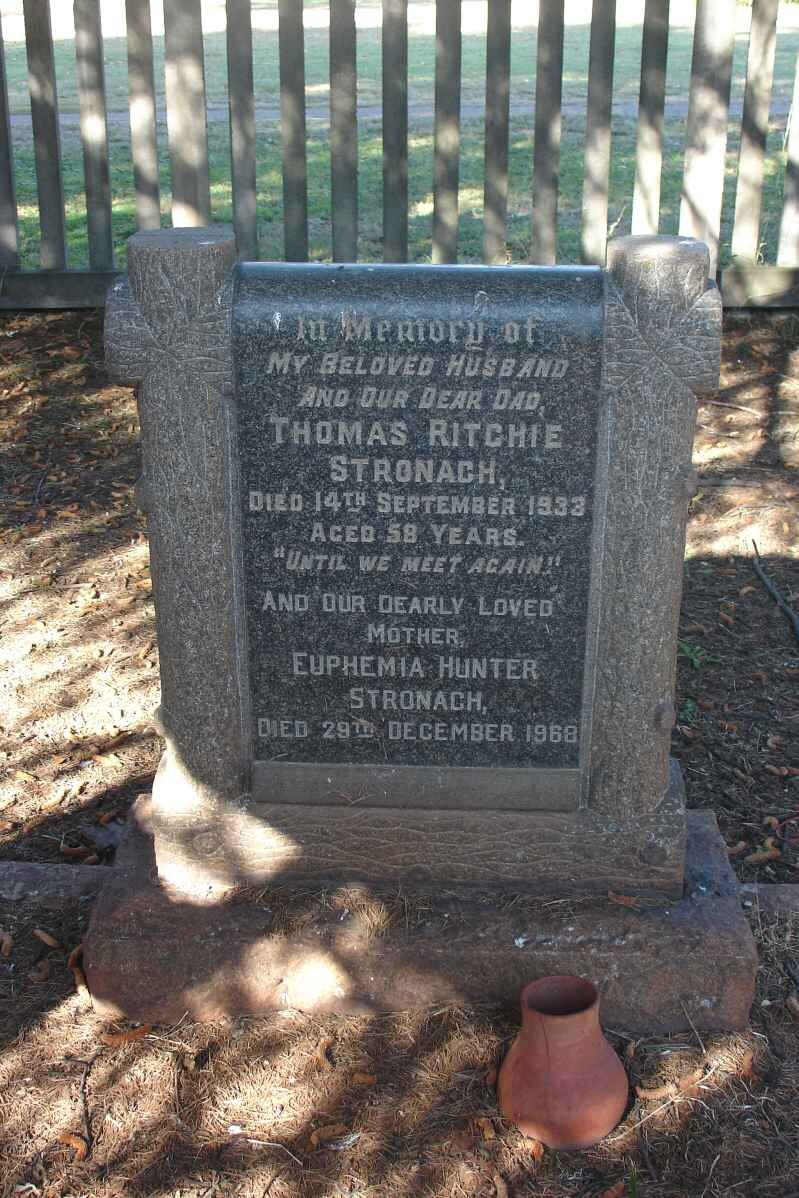 In Memory of
MY BELOVED HUSBAND
AND OUR DEAR DAD,
THOMAS RITCHIE
STRONACH,
DIED 14TH SEPTEMBER 1933
AGED 58 YEARS.
"UNTIL WE MEET AGAIN."
AND OUR DEARLY LOVED
MOTHER,
EUPHEMIA HUNTER
STRONACH,
DIED 29TH DECEMBER 1968